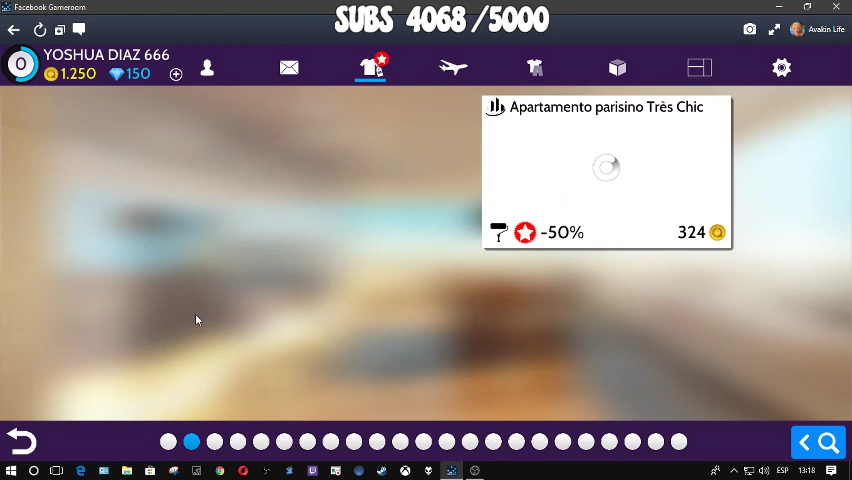 Facebook Gameroom
SUBS 4068/5000
Avakin Life
0
YOSHUA DIAZ 666
1.250
150
Apartamento parisino Très Chic
-50%
324
ESP
13:18